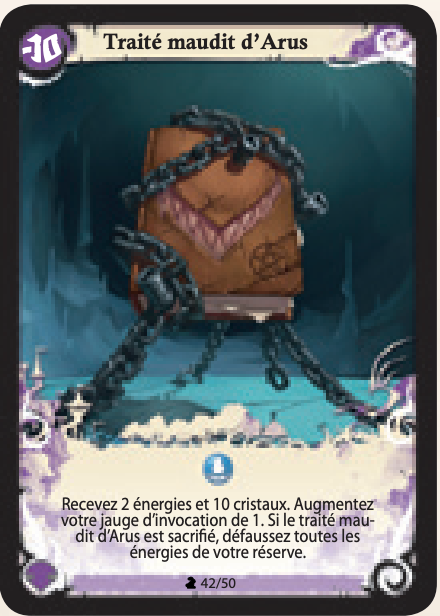 -10
Traité maudit d'Arus
Recevez 2 énergies et 10 cristaux. Augmentez
votre jauge d'invocation de 1. Si le traité mau-
dit d'Arus est sacrifié, défaussez toutes les
énergies de votre réserve.
42/50